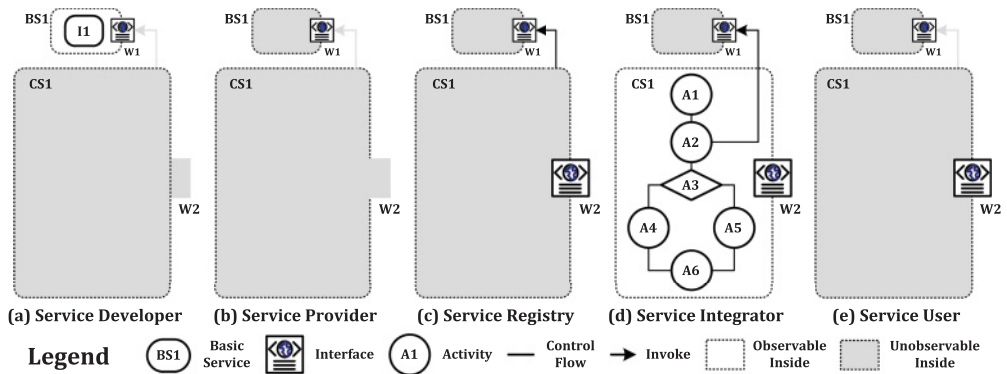 BS1 I1 W1
CS1
W2
(a) Service Developer
BS1 W1
CS1
W2
(b) Service Provider
BS1 W1
CS1
W2
(c) Service Registry
BS1 W1
CS1
A1
A2
A3
A4 A5
A6
W2
(d) Service Integrator
BS1 W1
CS1
W2
(e) Service User
Legend
BS1 Basic Service
Interface
A1 Activity
Control Flow
Invoke
Observable Inside
Unobservable Inside